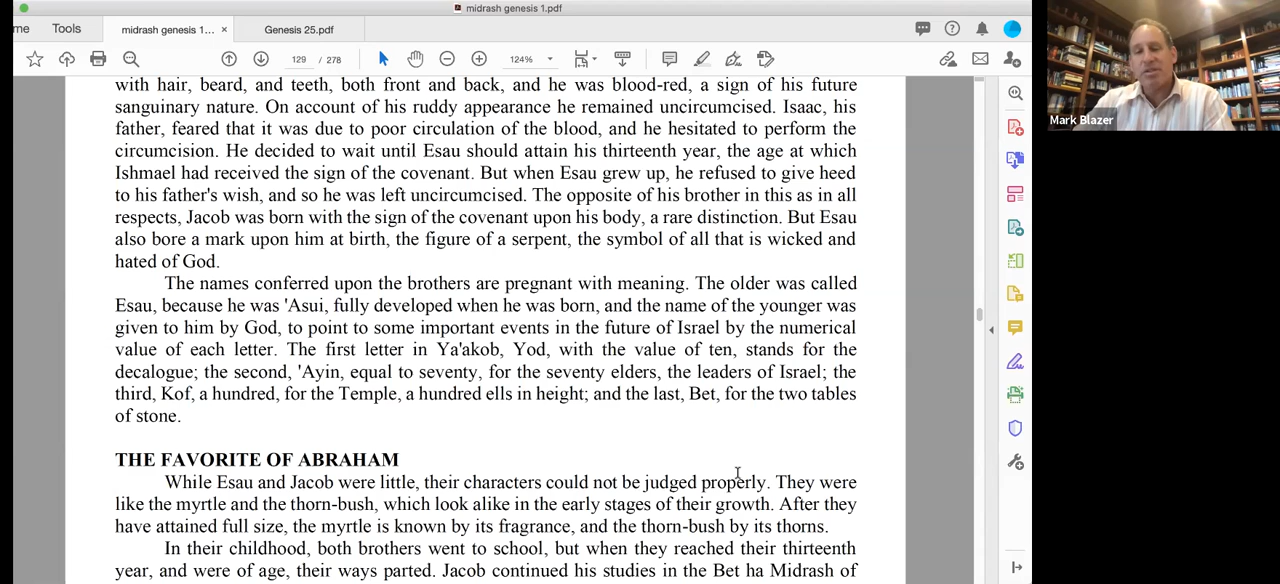 midrash genesis 1.pdf
me
Tools
midrash genesis 1... ×
Genesis 25.pdf
129 / 278
124%
with hair, beard, and teeth, both front and back, and he was blood-red, a sign of his future
sanguinary nature. On account of his ruddy appearance he remained uncircumcised. Isaac, his
father, feared that it was due to poor circulation of the blood, and he hesitated to perform the
circumcision. He decided to wait until Esau should attain his thirteenth year, the age at which
Ishmael had received the sign of the covenant. But when Esau grew up, he refused to give heed
to his father's wish, and so he was left uncircumcised. The opposite of his brother in this as in all
respects, Jacob was born with the sign of the covenant upon his body, a rare distinction. But Esau
also bore a mark upon him at birth, the figure of a serpent, the symbol of all that is wicked and
hated of God.
The names conferred upon the brothers are pregnant with meaning. The older was called
Esau, because he was 'Asui, fully developed when he was born, and the name of the younger was
given to him by God, to point to some important events in the future of Israel by the numerical
value of each letter. The first letter in Ya'akob, Yod, with the value of ten, stands for the
decalogue; the second, 'Ayin, equal to seventy, for the seventy elders, the leaders of Israel; the
third, Kof, a hundred, for the Temple, a hundred ells in height; and the last, Bet, for the two tables
of stone.
THE FAVORITE OF ABRAHAM
While Esau and Jacob were little, their characters could not be judged properly. They were
like the myrtle and the thorn-bush, which look alike in the early stages of their growth. After they
have attained full size, the myrtle is known by its fragrance, and the thorn-bush by its thorns.
In their childhood, both brothers went to school, but when they reached their thirteenth
year, and were of age, their ways parted. Jacob continued his studies in the Bet ha Midrash of
Mark Blazer